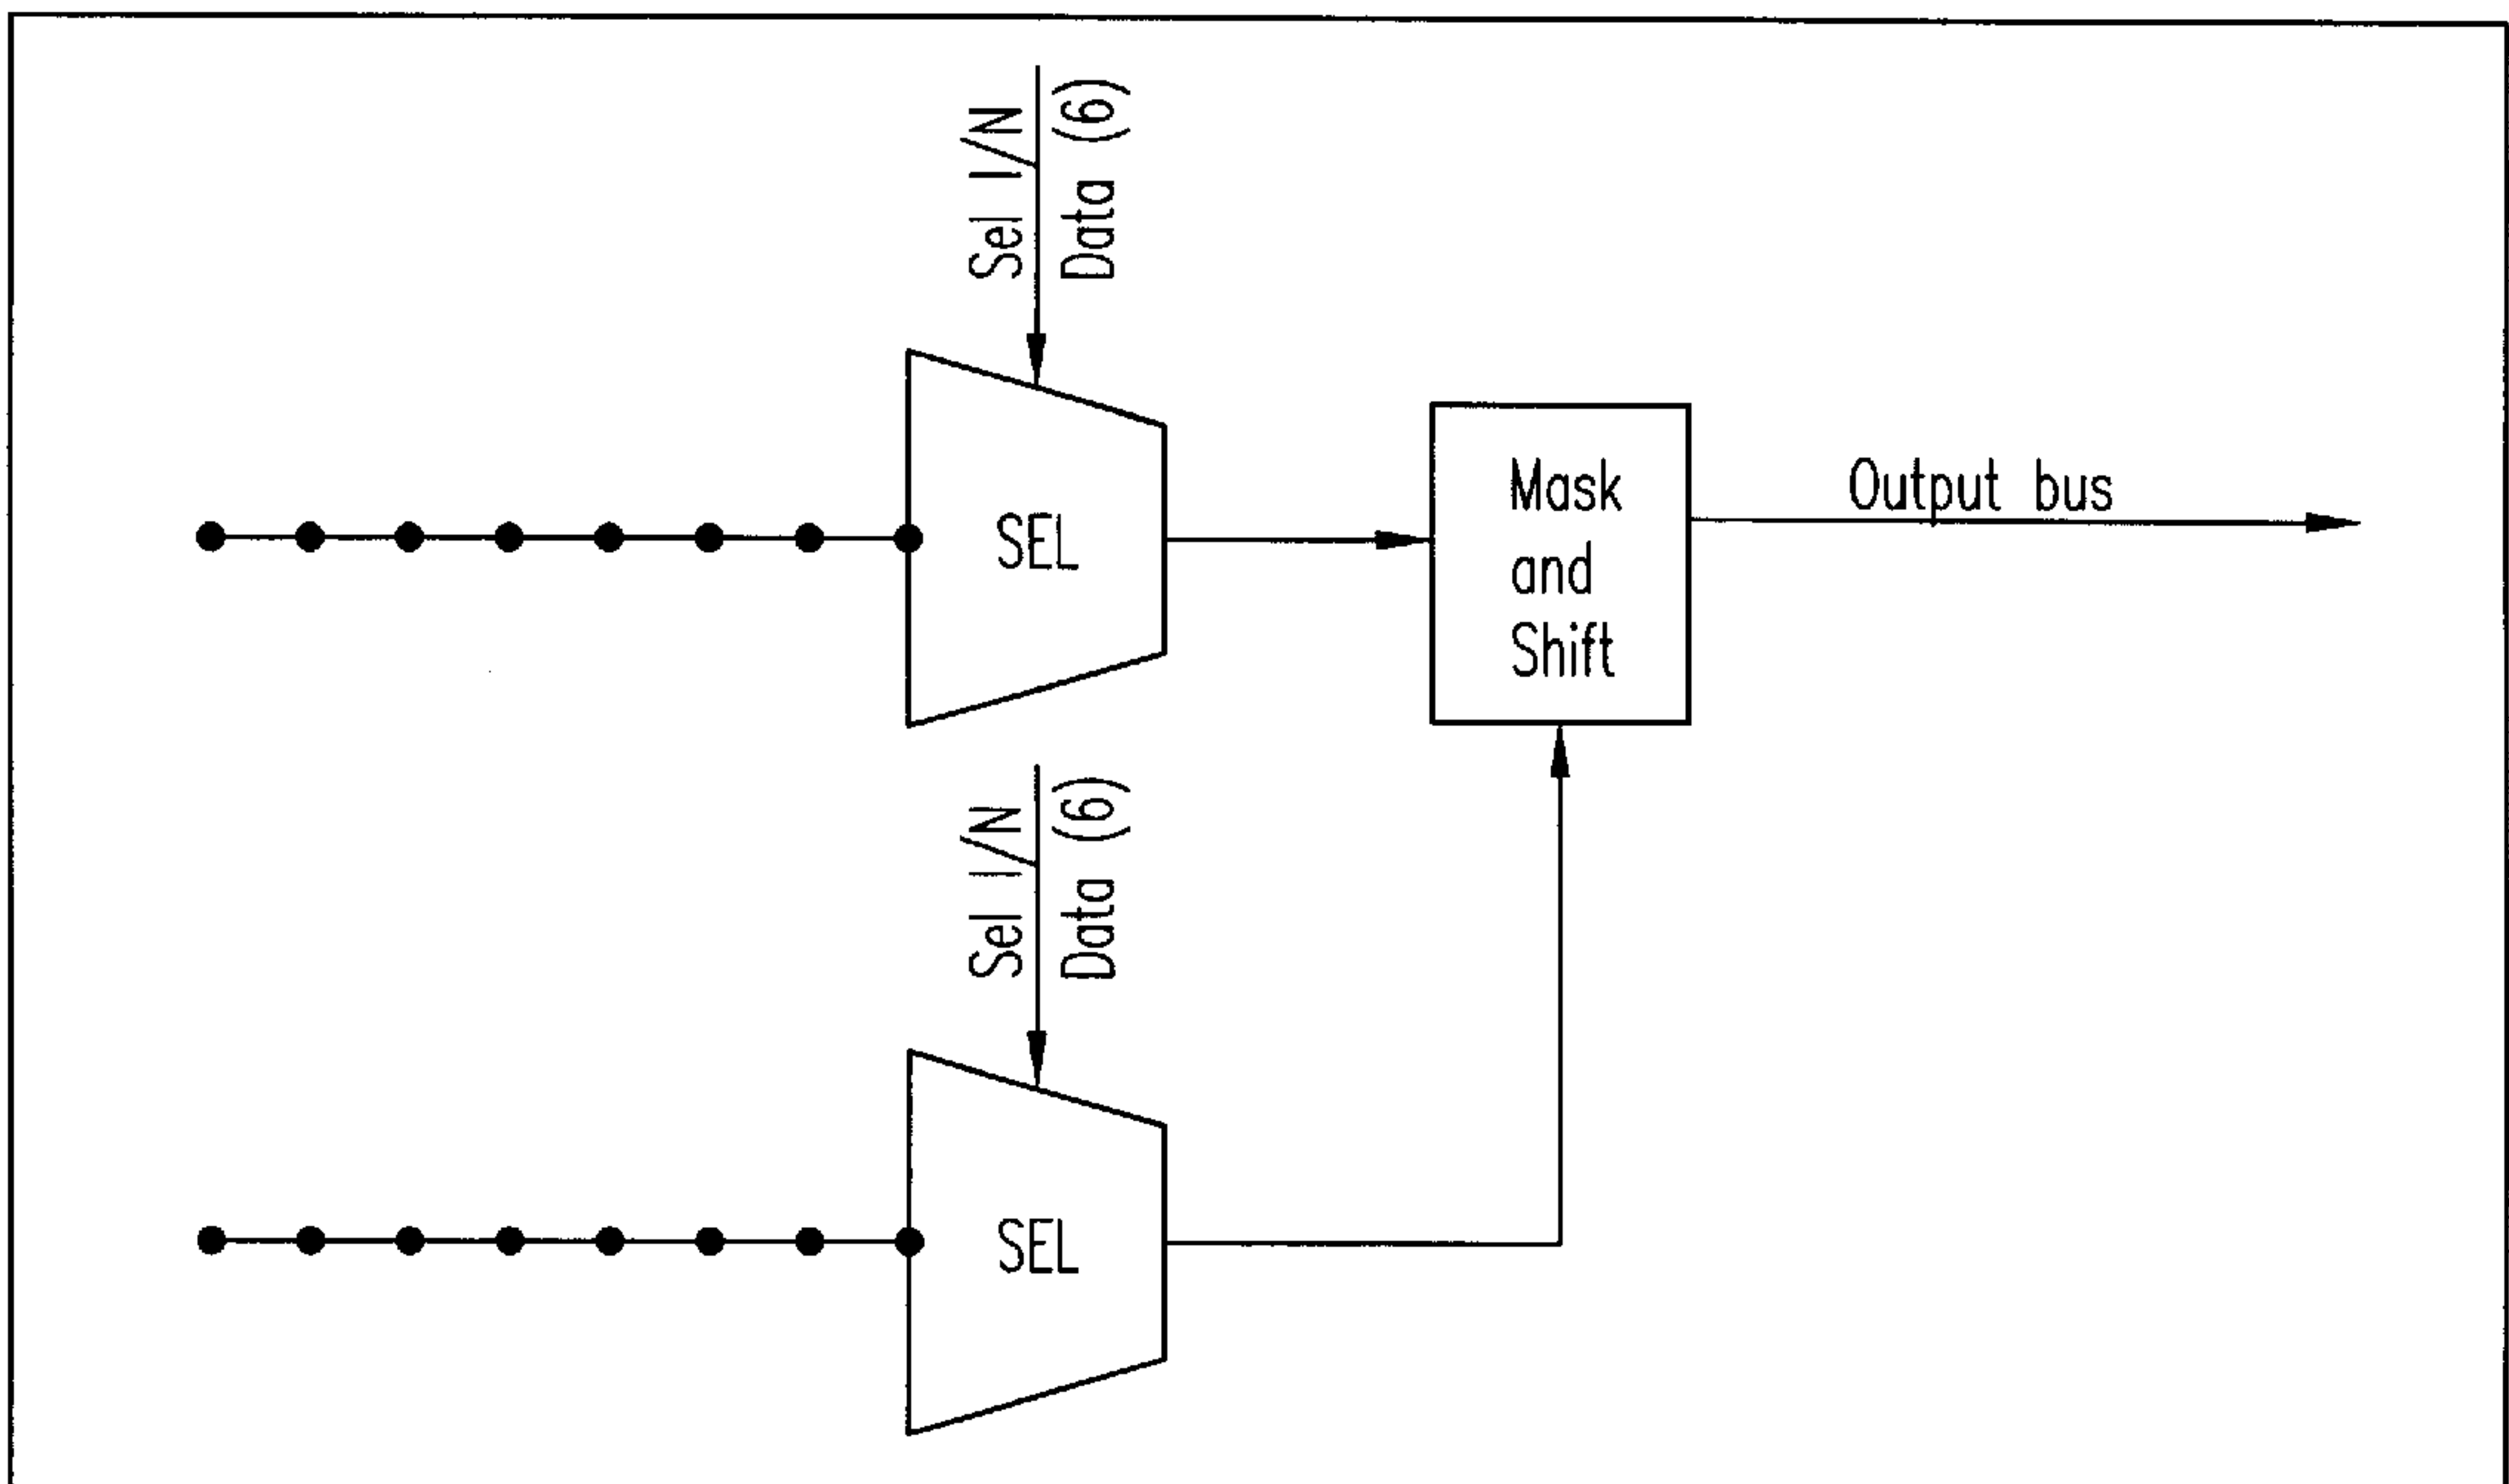 Sel I/N
Data (6)
SEL
Mask
and
Shift
Output bus
Sel I/N
Data (6)
SEL